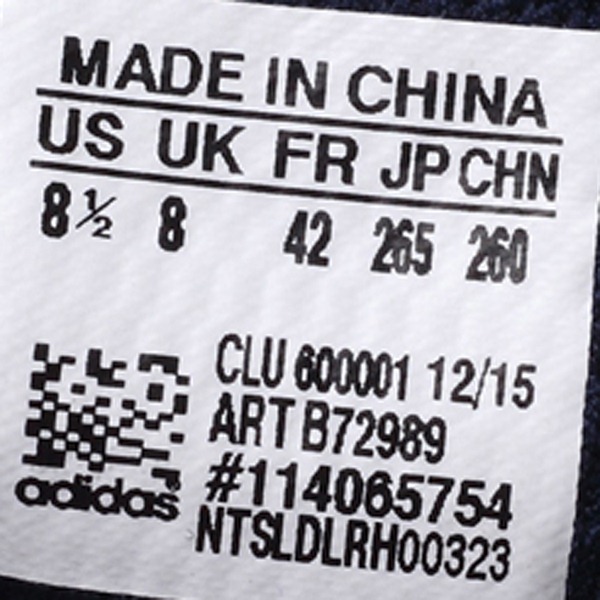 MADE IN CHINA
US UK FR JP CHN
8½ 8 42 265 260
CLU 600001 12/15
ART B72989
#114065754
adidas
NTSLDLRH00323